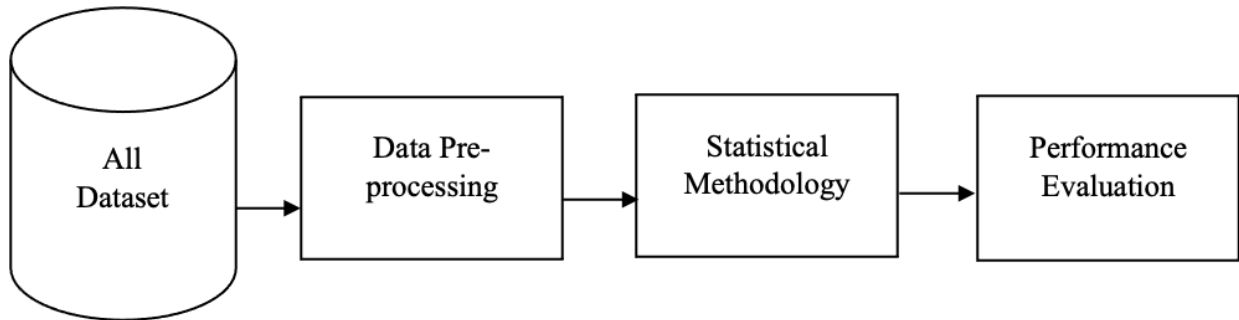 All
Dataset
Data Pre-
processing
Statistical
Methodology
Performance
Evaluation